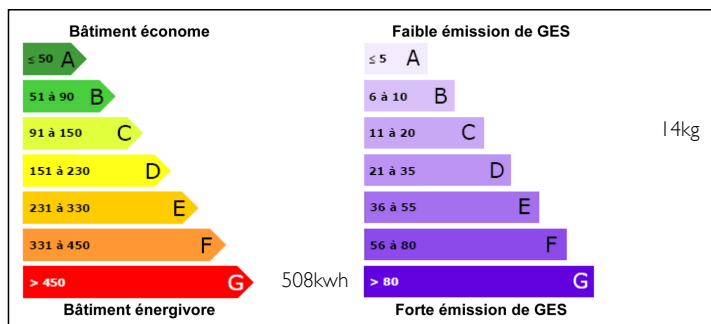 Bâtiment économe
≤ 50 A
51 à 90 B
91 à 150 C
151 à 230 D
231 à 330 E
331 à 450 F
> 450 G
508kwh
Bâtiment énergivore
Faible émission de GES
≤ 5 A
6 à 10 B
11 à 20 C
14kg
21 à 35 D
36 à 55 E
56 à 80 F
> 80 G
Forte émission de GES